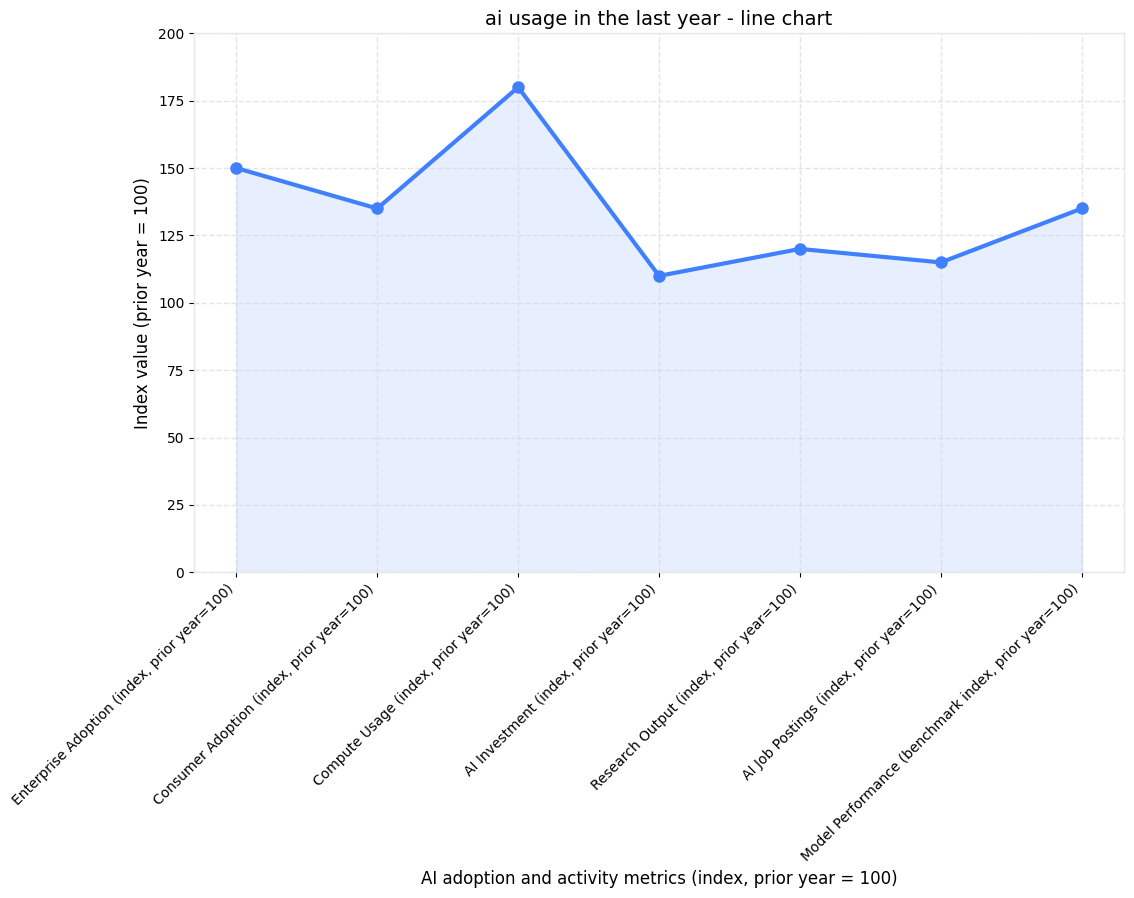 ai usage in the last year - line chart
Index value (prior year = 100)
200
175
150
125
100
75
50
25
0
Enterprise Adoption (index, prior year=100)
Consumer Adoption (index, prior year=100)
Compute Usage (index, prior year=100)
AI Investment (index, prior year=100)
Research Output (index, prior year=100)
AI Job Postings (index, prior year=100)
Model Performance (benchmark index, prior year=100)
AI adoption and activity metrics (index, prior year = 100)